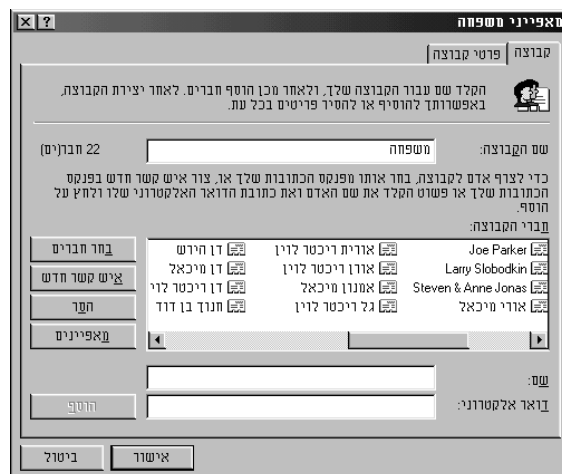 מאפייני משפחה
קבוצה
פרטי קבוצה
הקלד שם עבור הקבוצה שלך, ולאחר מכן הוסף חברים. לאחר יצירת הקבוצה,
באפשרותך להוסיף או להסיר פריטים בכל עת.
שם הקבוצה:
משפחה
22 חבר(ים)
כדי לצרף אדם לקבוצה, בחר אותו מפנקס הכתובות שלך או, צור איש קשר חדש בפנקס
הכתובות שלך או פשוט הקלד את שם האדם ואת כתובת הדואר האלקטרוני שלו ולחץ על
הוסף.
חברי הקבוצה:
Joe Parker
Larry Slobodkin
Steven & Anne Jonas
אורי מיכאל
אורית ריכטר לוין
אורן ריכטר לוין
אמנון מיכאל
גל ריכטר לוין
דן הירש
דן מיכאל
דן ריכטר לוי
חנוך בן דוד
בחר חברים
איש קשר חדש
הסר
מאפיינים
שם:
דואר אלקטרוני:
הוסף
אישור
ביטול